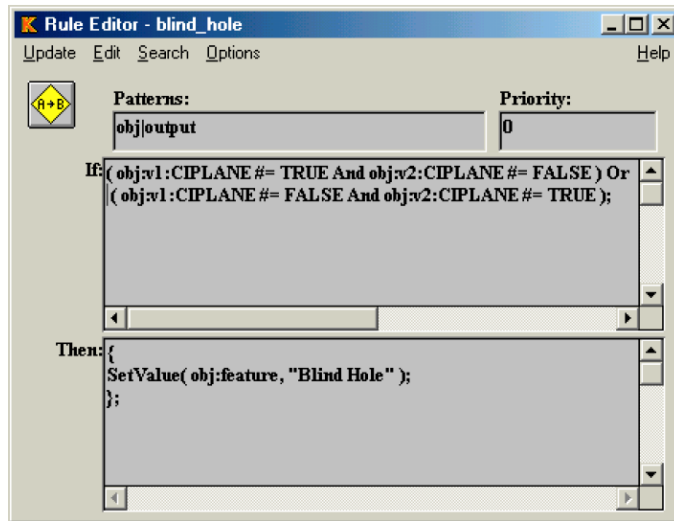 K Rule Editor - blind_hole
Update Edit Search Options Help
A→B
Patterns: Priority:
obj|output 0
If: ( obj:v1:CIPLANE #= TRUE And obj:v2:CIPLANE #= FALSE ) Or
( obj:v1:CIPLANE #= FALSE And obj:v2:CIPLANE #= TRUE );
Then: {
SetValue( obj:feature, "Blind Hole" );
};